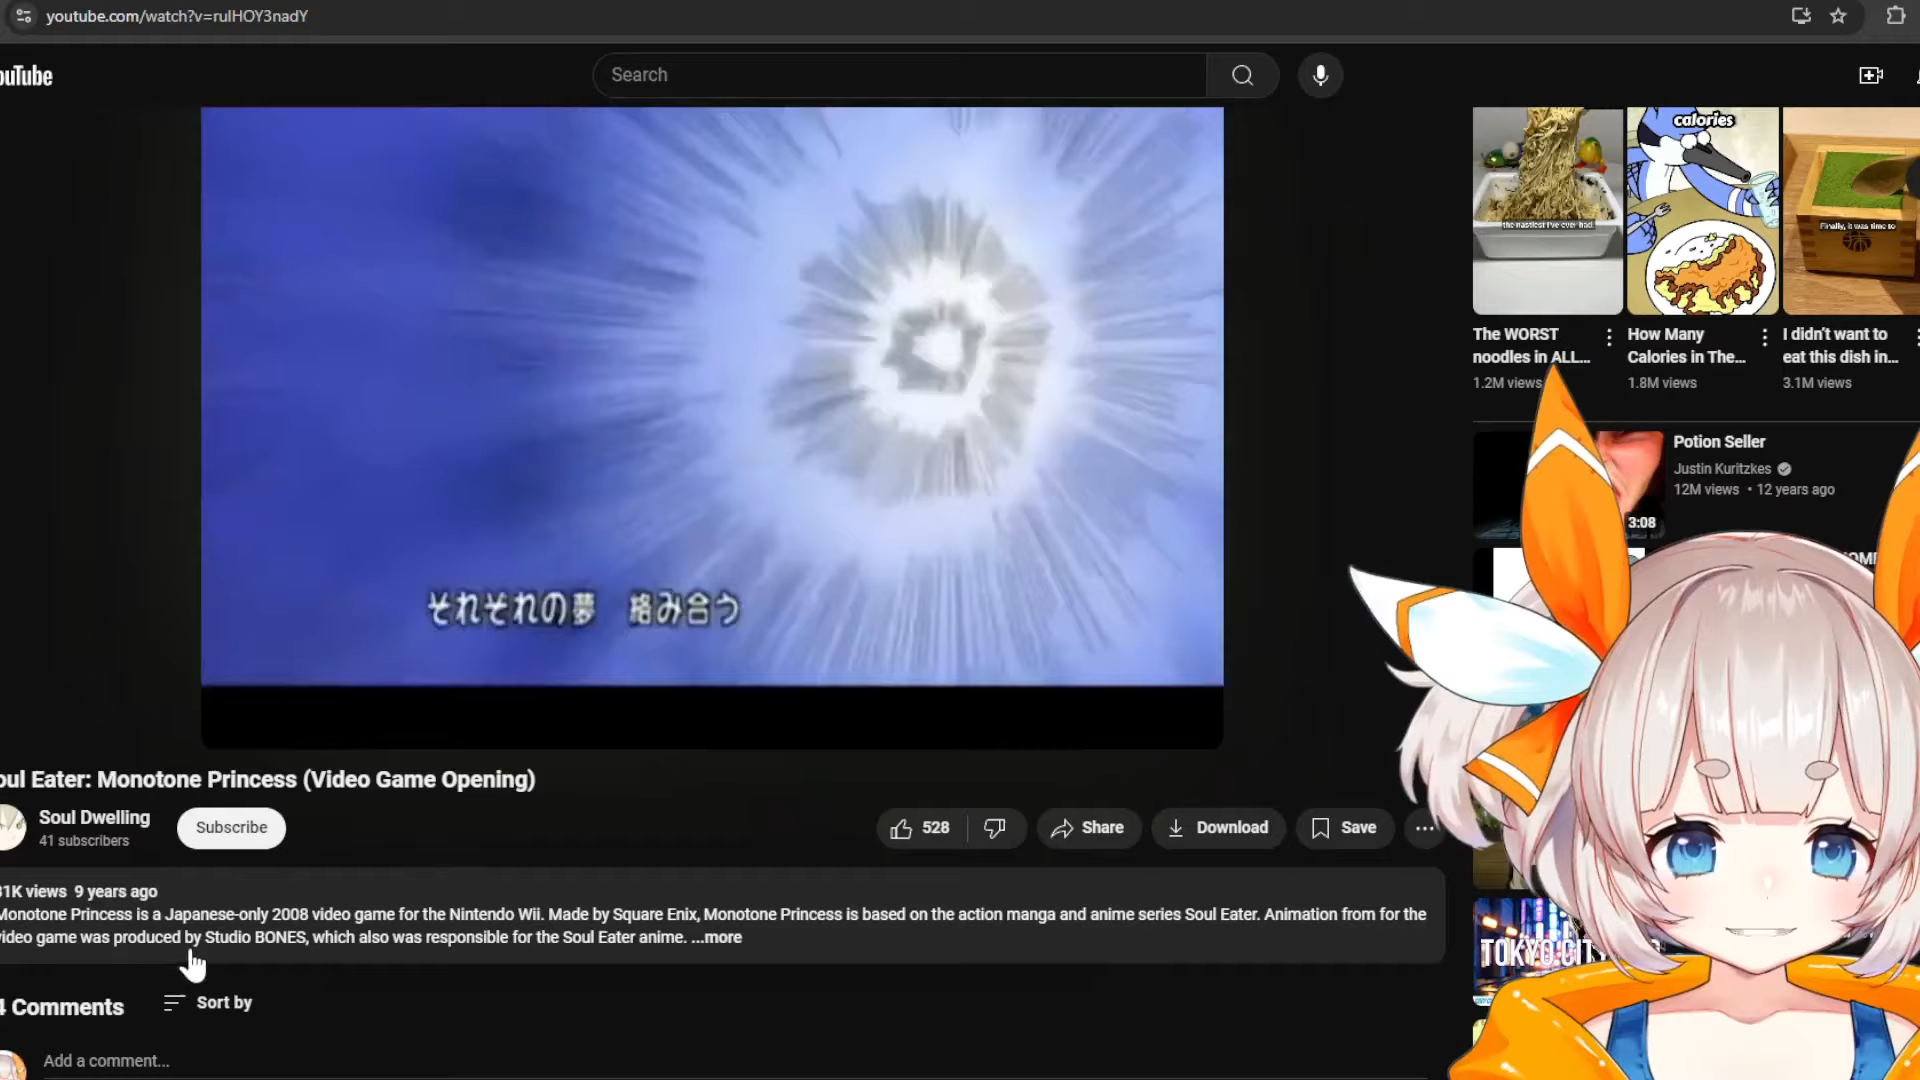 youtube.com/watch?v=rulHOY3nadY
ouTube
Search
それぞれの夢　絡み合う
calories
the nastiest I've ever had.
Finally, it was time to
The WORST
noodles in ALL...
1.2M views
How Many
Calories in The...
1.8M views
I didn't want to
eat this dish in...
3.1M views
Potion Seller
Justin Kuritzkes
12M views • 12 years ago
3:08
oul Eater: Monotone Princess (Video Game Opening)
Soul Dwelling
41 subscribers
Subscribe
528
Share
Download
Save
31K views 9 years ago
Monotone Princess is a Japanese-only 2008 video game for the Nintendo Wii. Made by Square Enix, Monotone Princess is based on the action manga and anime series Soul Eater. Animation from for the
video game was produced by Studio BONES, which also was responsible for the Soul Eater anime. ...more
4 Comments
Sort by
Add a comment...
TOKYO.CIT